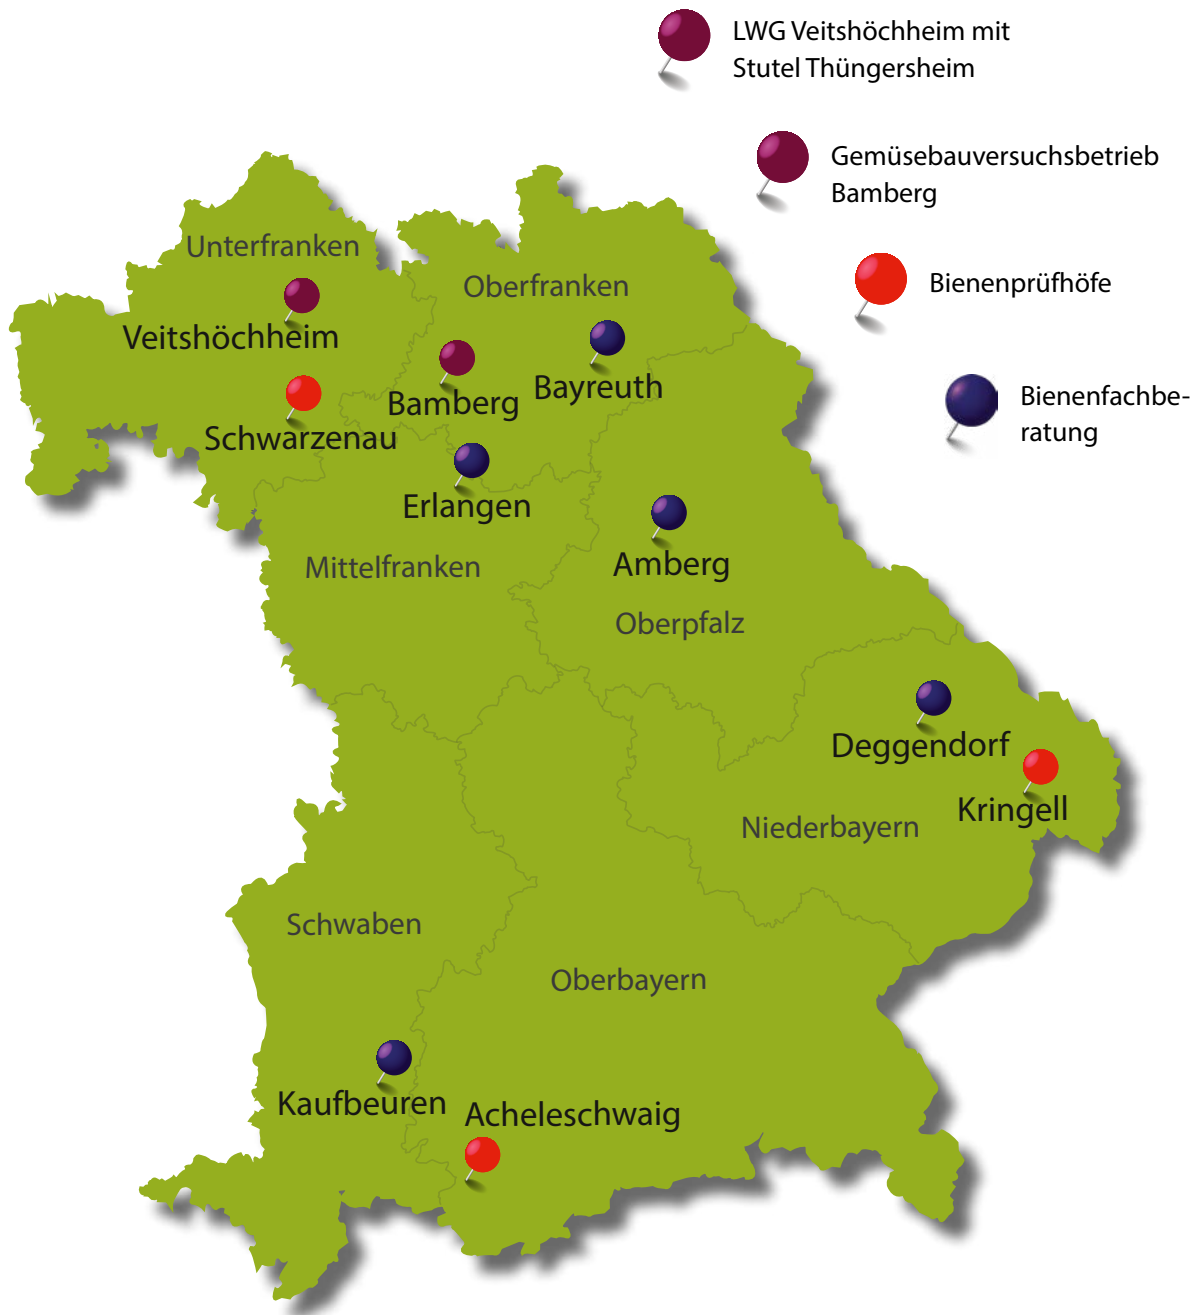 LWG Veitshöchheim mit
Stutel Thüngersheim
Gemüsebauversuchsbetrieb
Bamberg
Bienenprüfhöfe
Bienenfachbe-
ratung
Unterfranken
Oberfranken
Veitshöchheim
Bayreuth
Bamberg
Schwarzenau
Erlangen
Mittelfranken
Amberg
Oberpfalz
Deggendorf
Kringell
Niederbayern
Schwaben
Oberbayern
Kaufbeuren
Acheleschwaig